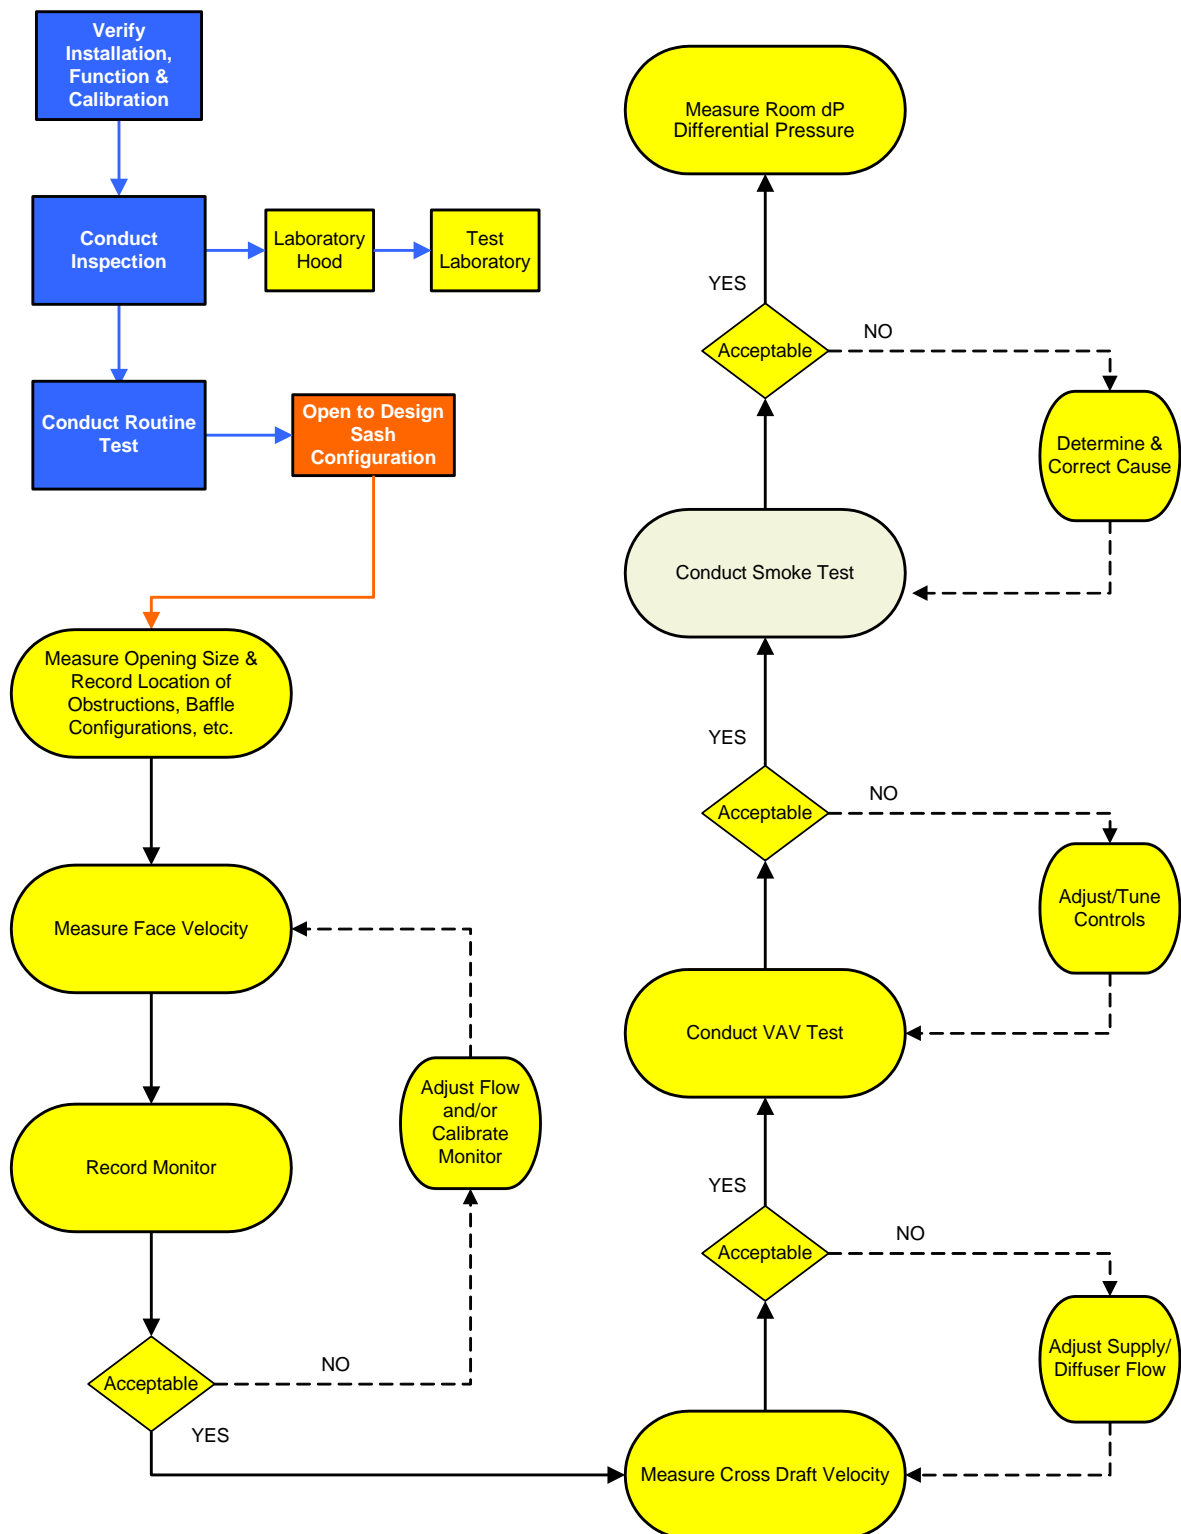 Verify
Installation,
Function &
Calibration
Conduct
Inspection
Laboratory
Hood
Test
Laboratory
Conduct Routine
Test
Open to Design
Sash
Configuration
Measure Opening Size &
Record Location of
Obstructions, Baffle
Configurations, etc.
Measure Face Velocity
Record Monitor
Adjust Flow
and/or
Calibrate
Monitor
Acceptable
NO
YES
Measure Room dP
Differential Pressure
YES
Acceptable
NO
Determine &
Correct Cause
Conduct Smoke Test
YES
Acceptable
NO
Adjust/Tune
Controls
Conduct VAV Test
YES
Acceptable
NO
Adjust Supply/
Diffuser Flow
Measure Cross Draft Velocity